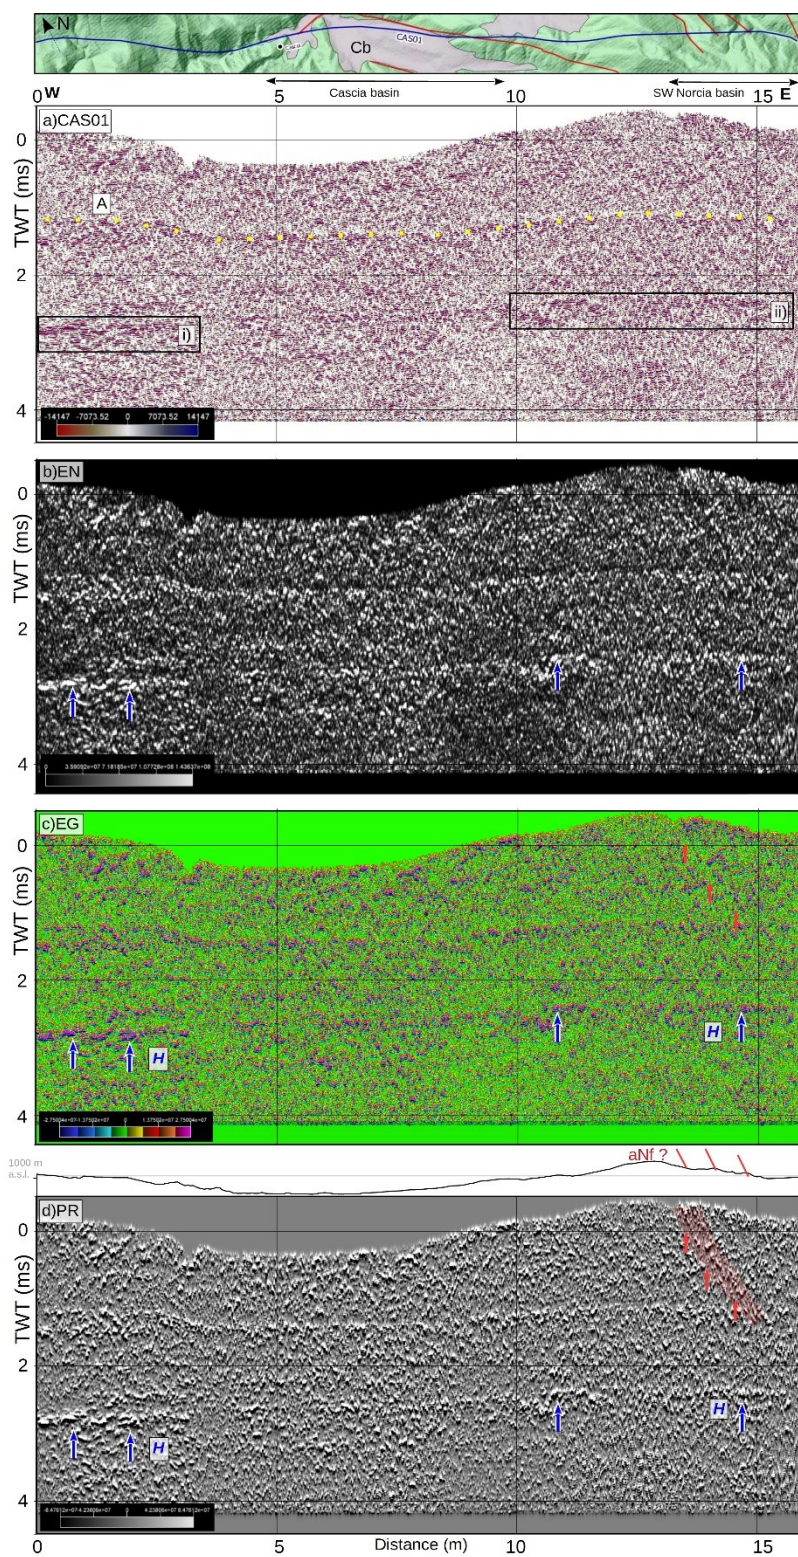 N
CAS01
Cb
Cascia basin
SW Norcia basin
0 W 5 10 15 E
a)CAS01
0
A
TWT (ms)
2
i)
ii)
4
-14147 -7073.52 0 7073.52 14147
b)EN
0
TWT (ms)
2
4
c)EG
0
TWT (ms)
2
H
H
4
1000 m
a.s.l.
aNf ?
d)PR
0
TWT (ms)
2
H
H
4
0 5 Distance (m) 10 15